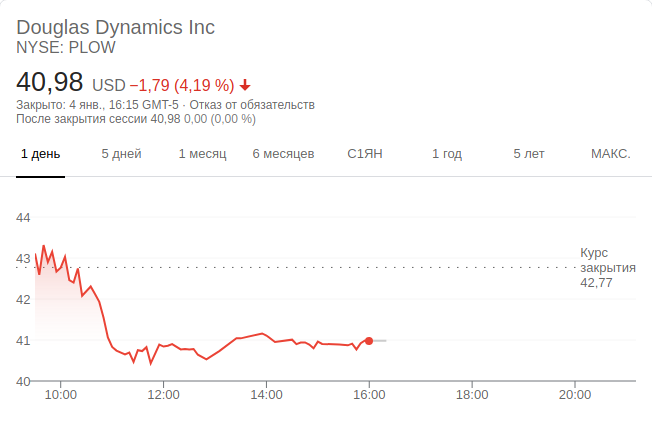 Douglas Dynamics Inc
NYSE: PLOW
40,98 USD −1,79 (4,19 %)
Закрыто: 4 янв., 16:15 GMT-5 · Отказ от обязательств
После закрытия сессии 40,98 0,00 (0,00 %)
1 день 5 дней 1 месяц 6 месяцев С1ЯН 1 год 5 лет МАКС.
44
43
42
41
40
Курс
закрытия
42,77
10:00 12:00 14:00 16:00 18:00 20:00